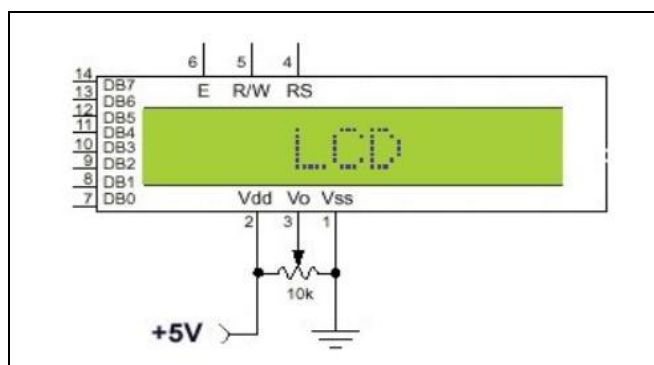 6 5 4
14 DB7 E R/W RS
13 DB6
12 DB5
11 DB4
10 DB3
9 DB2
8 DB1
7 DB0
LCD
Vdd Vo Vss
2 3 1
10k
+5V